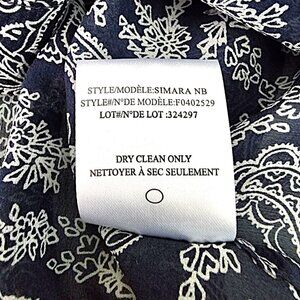 STYLE/MODÈLE:SIMARA NB
STYLE#/N°DE MODÈLE:F0402529
LOT#/N°DE LOT :324297
DRY CLEAN ONLY
NETTOYER À SEC SEULEMENT